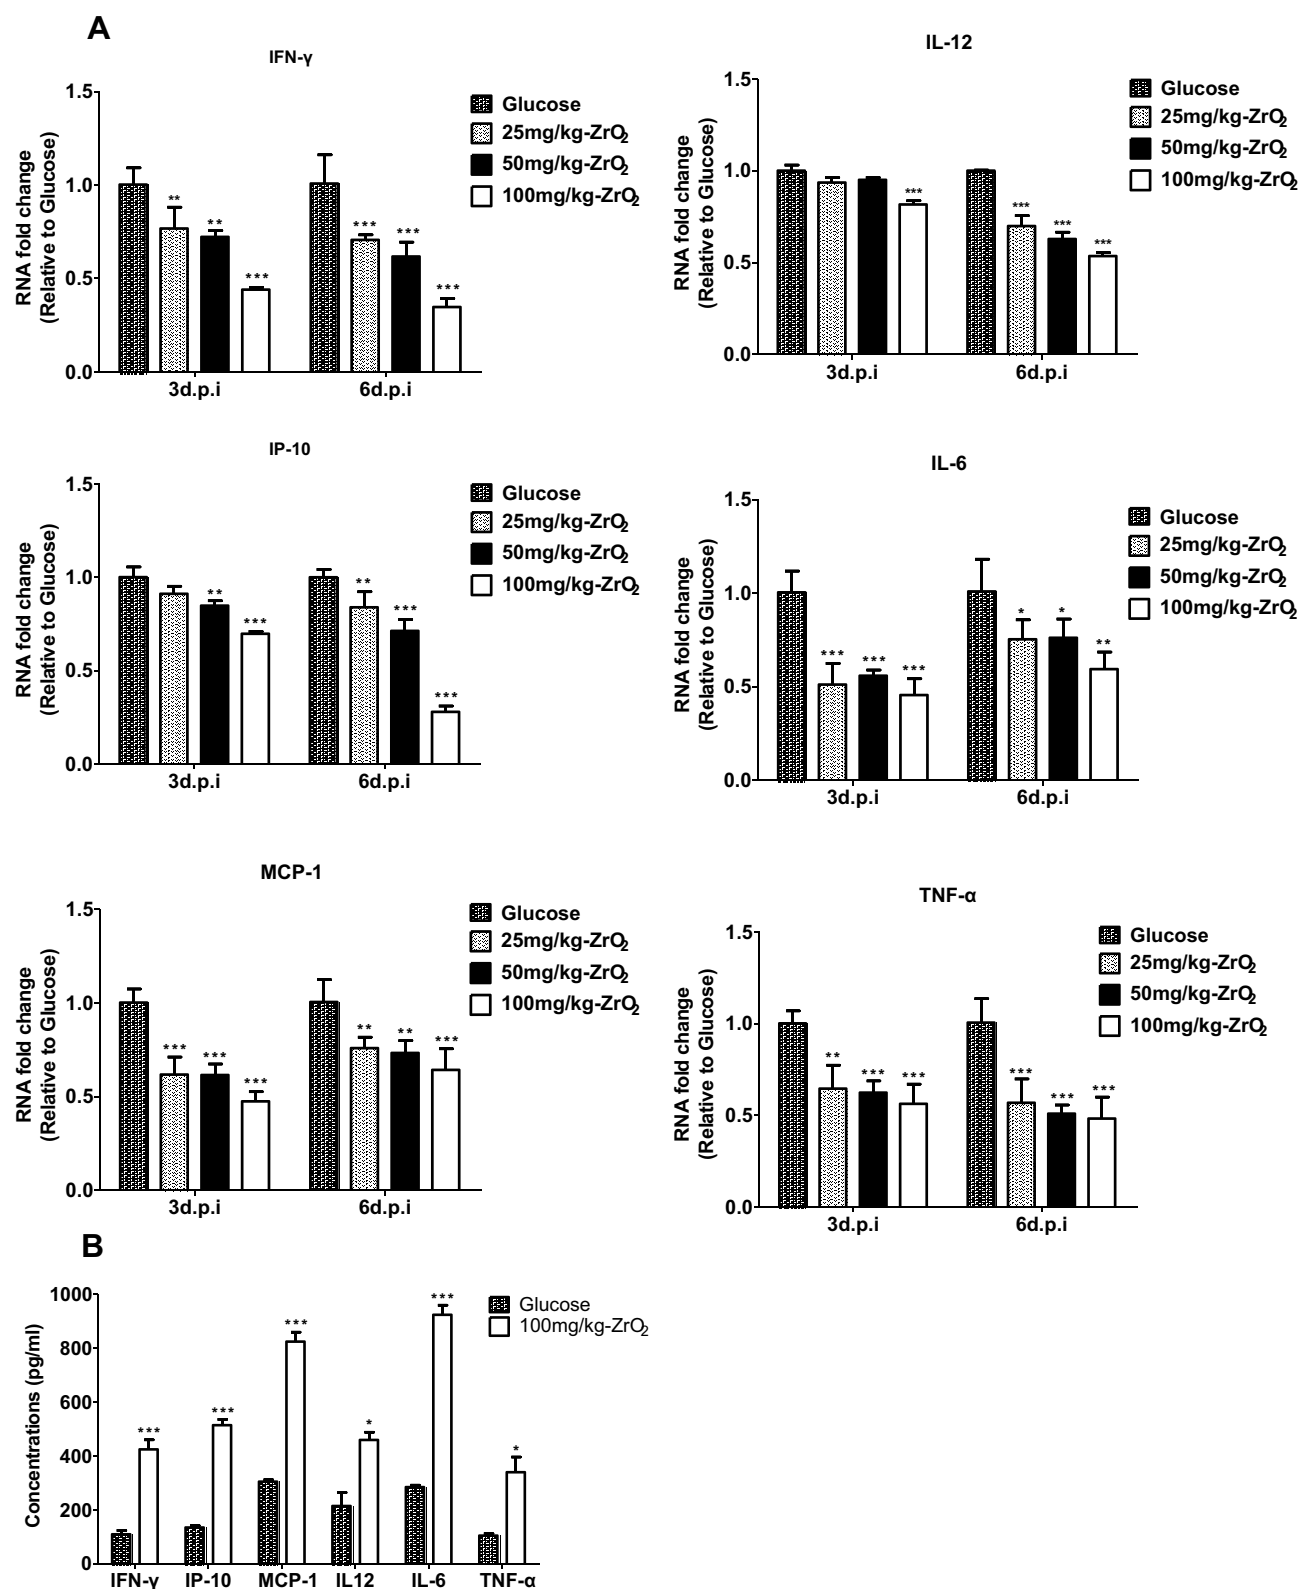 A
IFN-γ
RNA fold change
(Relative to Glucose)
1.5
1.0
0.5
0.0
**
**
***
***
***
***
3d.p.i
6d.p.i
Glucose
25mg/kg-ZrO2
50mg/kg-ZrO2
100mg/kg-ZrO2
IL-12
RNA fold change
(Relative to Glucose)
1.5
1.0
0.5
0.0
***
***
***
***
3d.p.i
6d.p.i
Glucose
25mg/kg-ZrO2
50mg/kg-ZrO2
100mg/kg-ZrO2
IP-10
RNA fold change
(Relative to Glucose)
1.5
1.0
0.5
0.0
**
***
**
***
***
3d.p.i
6d.p.i
Glucose
25mg/kg-ZrO2
50mg/kg-ZrO2
100mg/kg-ZrO2
IL-6
RNA fold change
(Relative to Glucose)
1.5
1.0
0.5
0.0
***
***
***
*
*
**
3d.p.i
6d.p.i
Glucose
25mg/kg-ZrO2
50mg/kg-ZrO2
100mg/kg-ZrO2
MCP-1
RNA fold change
(Relative to Glucose)
1.5
1.0
0.5
0.0
***
***
***
**
**
***
3d.p.i
6d.p.i
Glucose
25mg/kg-ZrO2
50mg/kg-ZrO2
100mg/kg-ZrO2
TNF-α
RNA fold change
(Relative to Glucose)
1.5
1.0
0.5
0.0
**
***
***
***
***
***
3d.p.i
6d.p.i
Glucose
25mg/kg-ZrO2
50mg/kg-ZrO2
100mg/kg-ZrO2
B
Concentrations (pg/ml)
1000
800
600
400
200
0
***
***
***
*
***
*
IFN-γ IP-10 MCP-1 IL12 IL-6 TNF-α
Glucose
100mg/kg-ZrO2